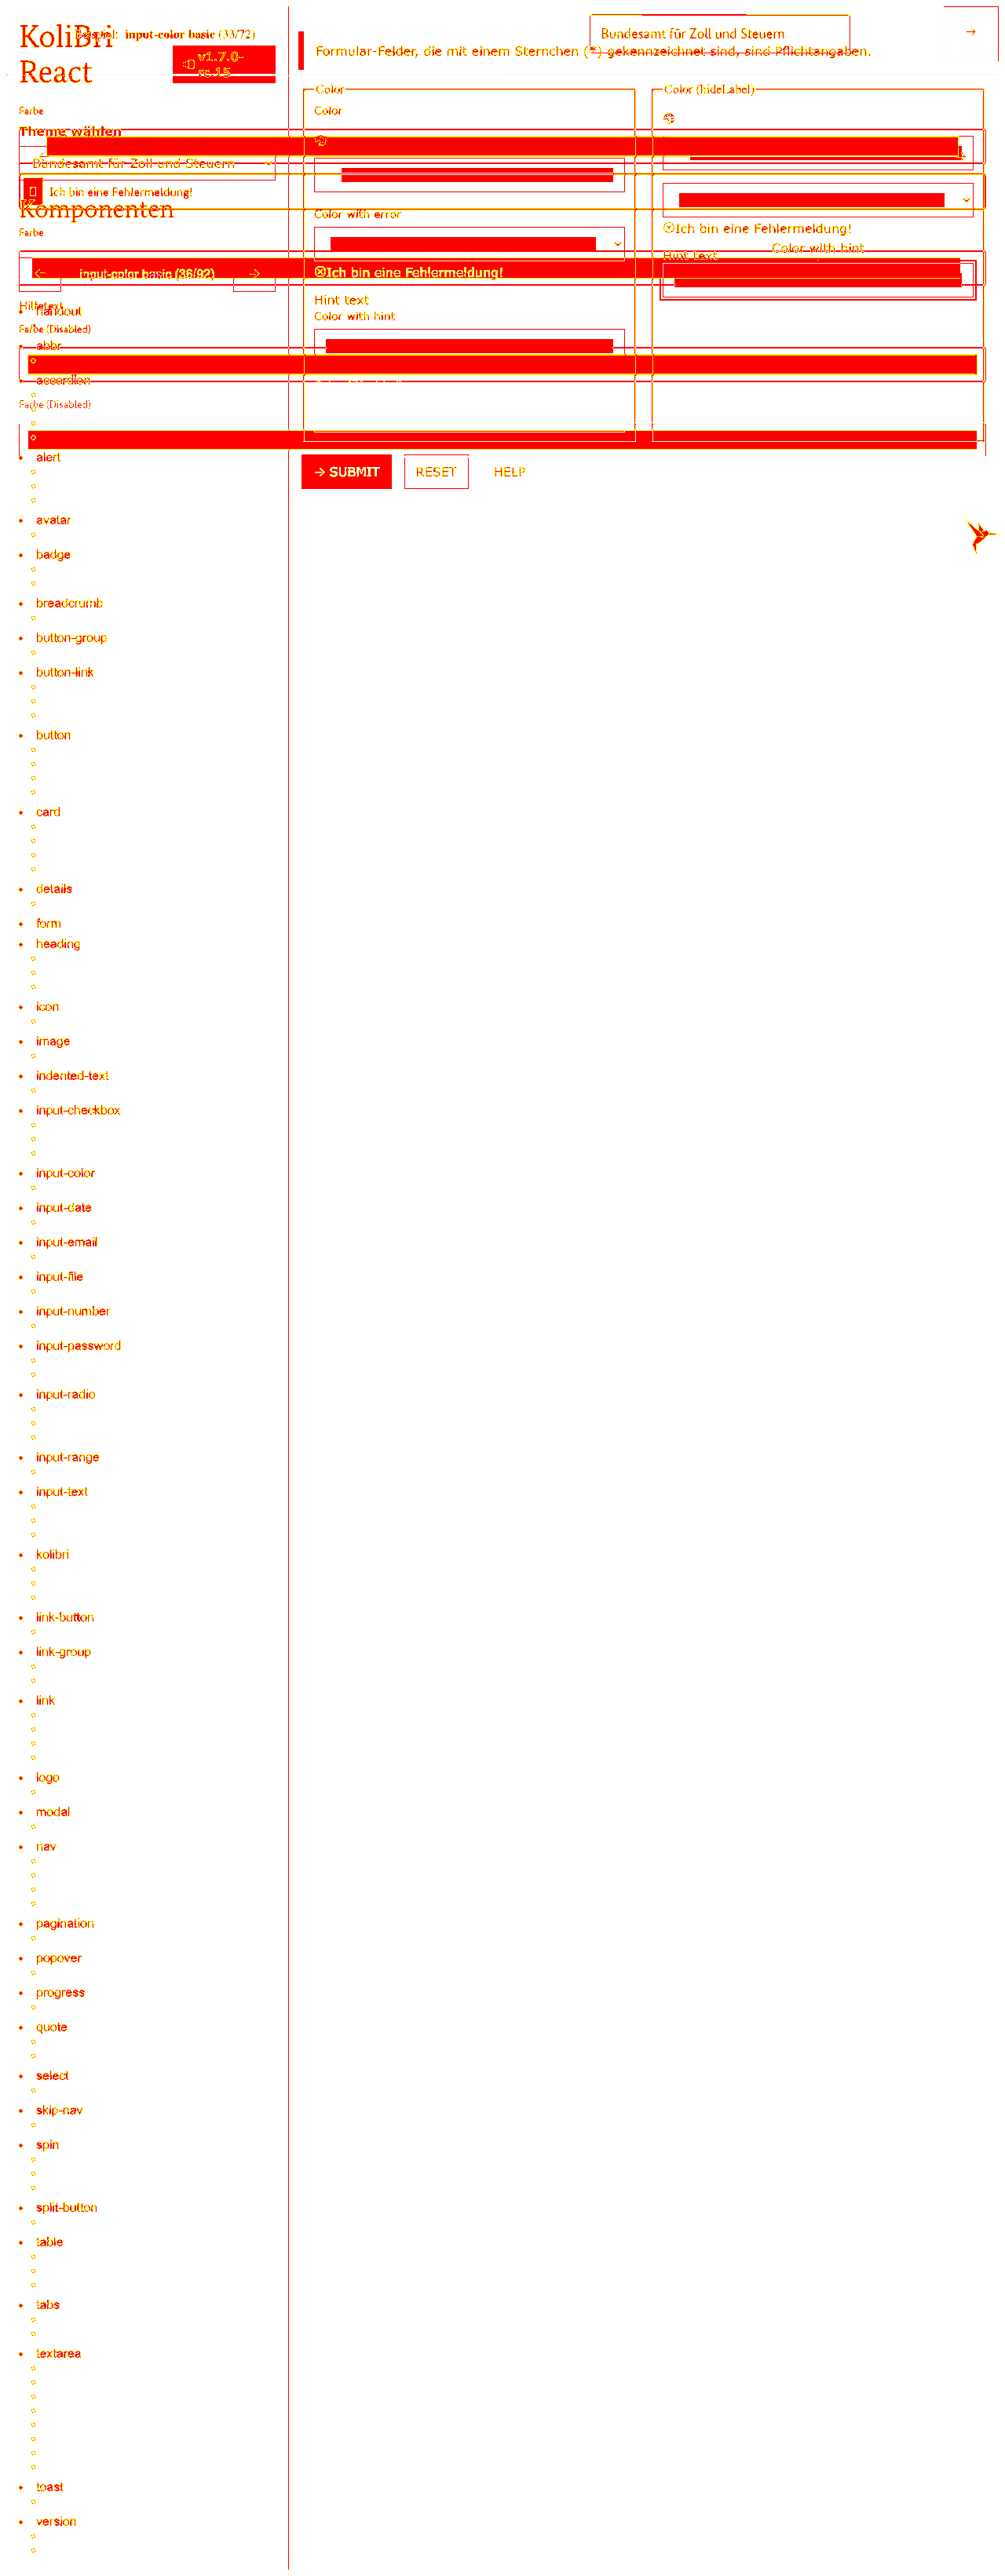 KoliBri
React
Beispiel: input-color basic (33/72)
v1.7.0-
rc.15
Bundesamt für Zoll und Steuern
→
Formular-Felder, die mit einem Sternchen (*) gekennzeichnet sind, sind Pflichtangaben.
Farbe
Theme wählen
Bundesamt für Zoll und Steuern
Ich bin eine Fehlermeldung!
Komponenten
Farbe
← input-color basic (36/92) →
Hilfetext
handout
Farbe (Disabled)
abbr
accordion
Farbe (Disabled)
Color
Color
Color with error
Ich bin eine Fehlermeldung!
Hint text
Color with hint
Color (hideLabel)
Ich bin eine Fehlermeldung!
Color with hint
Hint text
→ SUBMIT
RESET
HELP
alert
avatar
badge
breadcrumb
button-group
button-link
button
card
details
form
heading
icon
image
indented-text
input-checkbox
input-color
input-date
input-email
input-file
input-number
input-password
input-radio
input-range
input-text
kolibri
link-button
link-group
link
logo
modal
nav
pagination
popover
progress
quote
select
skip-nav
spin
split-button
table
tabs
textarea
toast
version